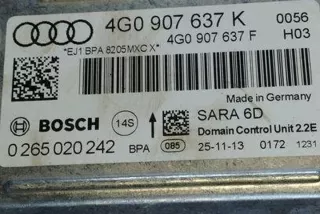 4G0 907 637 K 0056
*EJ1 BPA 8205MXC X* 4G0 907 637 F H03
Made in Germany
BOSCH 14S SARA 6D
Domain Control Unit 2.2E
0 265 020 242 BPA 085 25-11-13 0172 1231